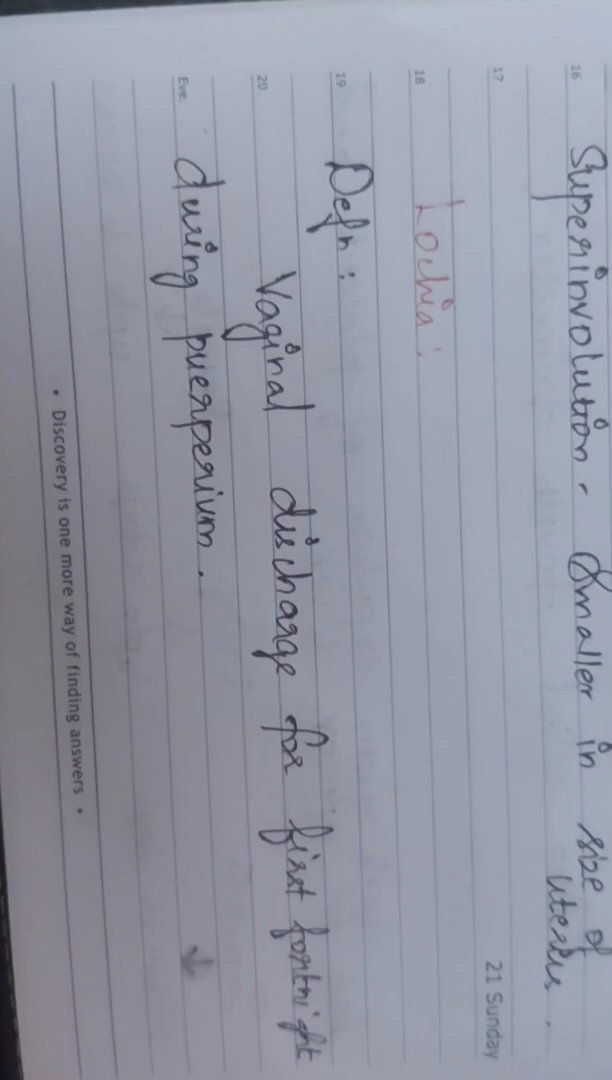 16 Superinvolution - Smaller in size of
uterus.
17
21 Sunday
18 Lochia :
19 Defn :
20 Vaginal discharge for first fortnight
Eve. during puerperium.
• Discovery is one more way of finding answers •